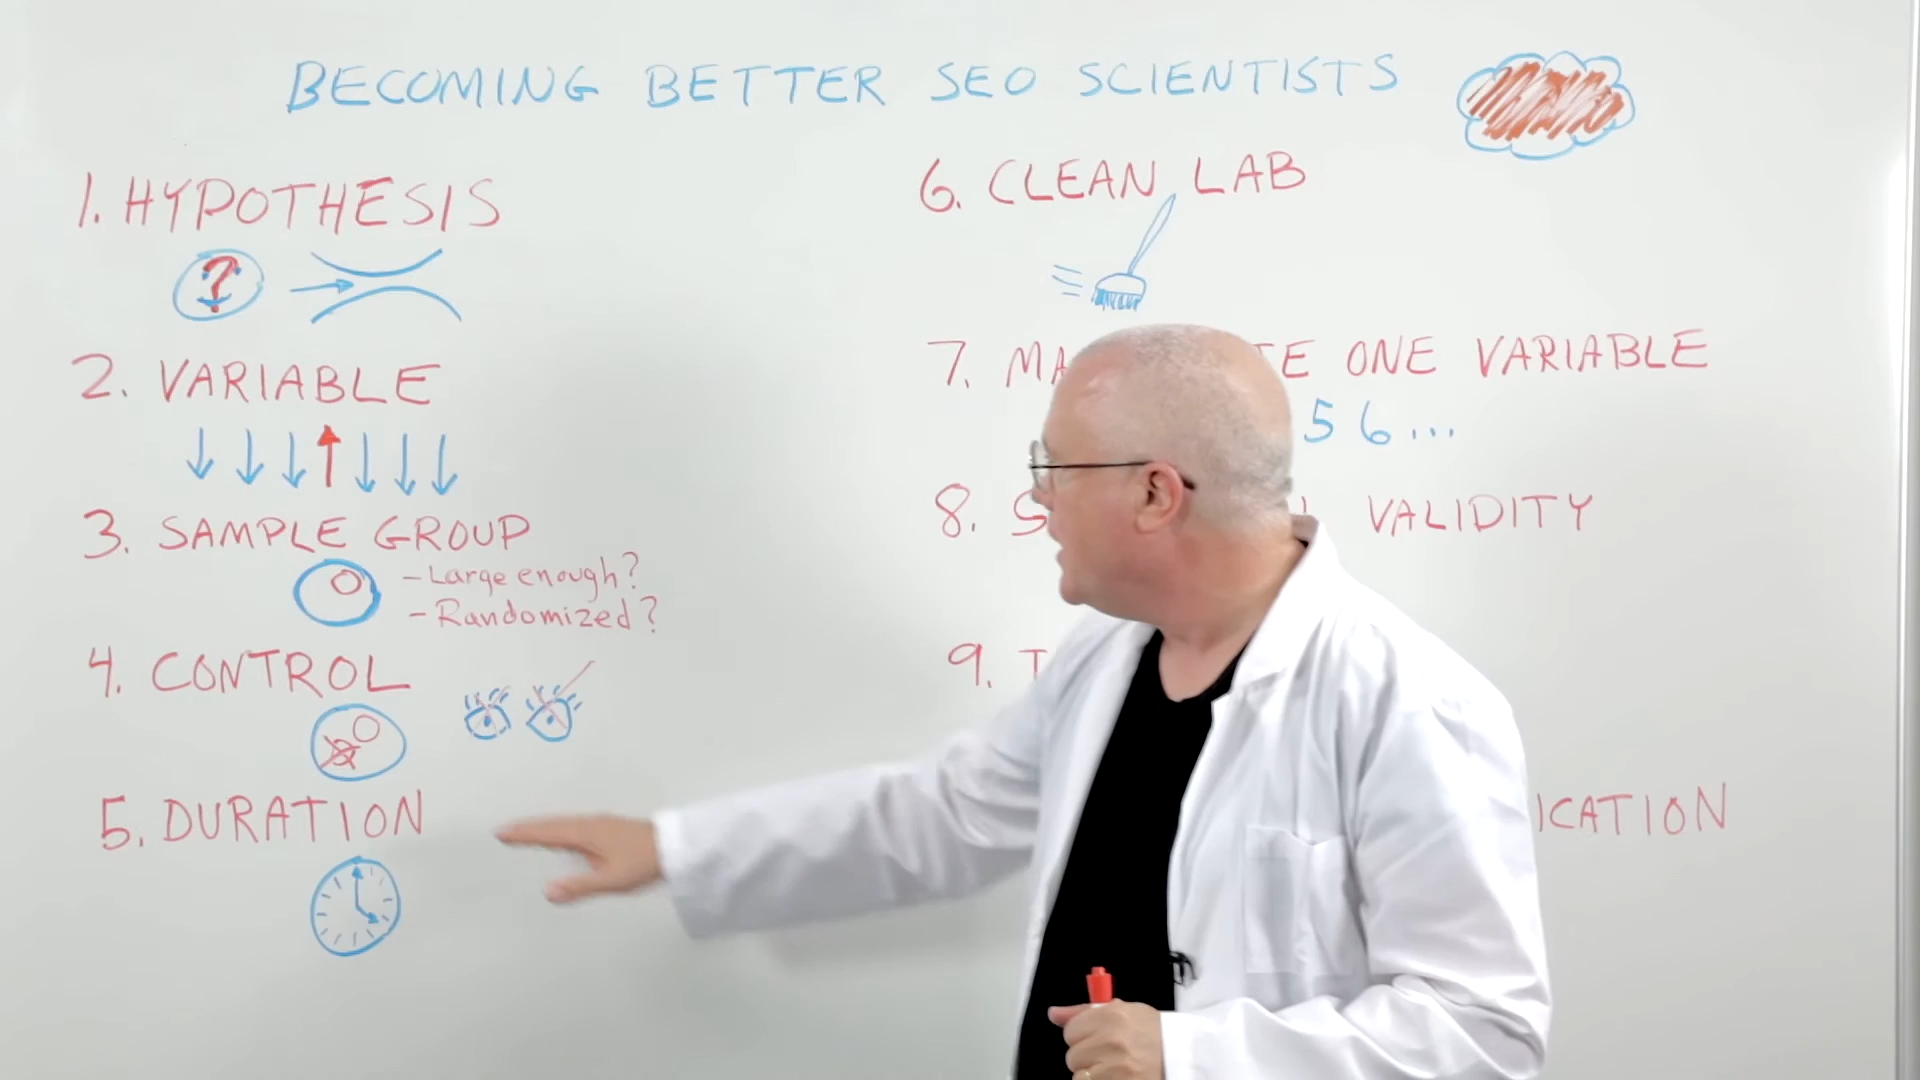 BECOMING BETTER SEO SCIENTISTS
1. HYPOTHESIS
?
2. VARIABLE
3. SAMPLE GROUP
- Large enough?
- Randomized?
4. CONTROL
5. DURATION
6. CLEAN LAB
7. ONE VARIABLE
5 6 ...
8. VALIDITY
9.